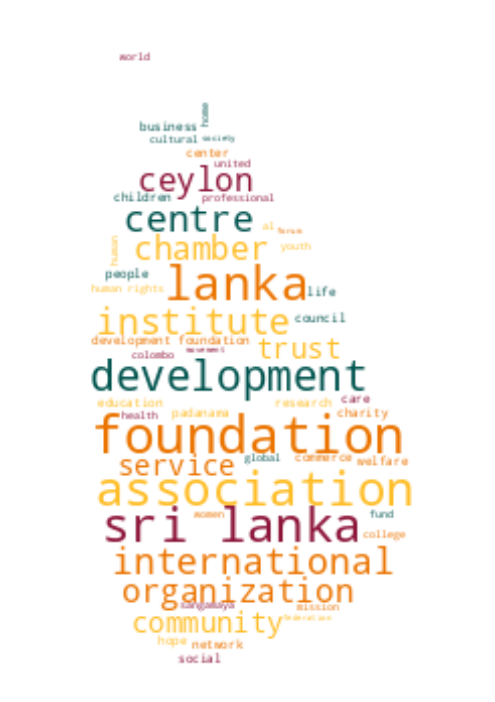 world
home
business
cultural society
center
united
ceylon
children professional
centre
al forum
human chamber youth
people
lanka
human rights life
institute council
development foundation trust
colombo movement
development
education research care
health padanama charity
foundation
service global commerce welfare
association
sri lanka
women fund
college
international
organization
sangamaya mission
community federation
hope network
social